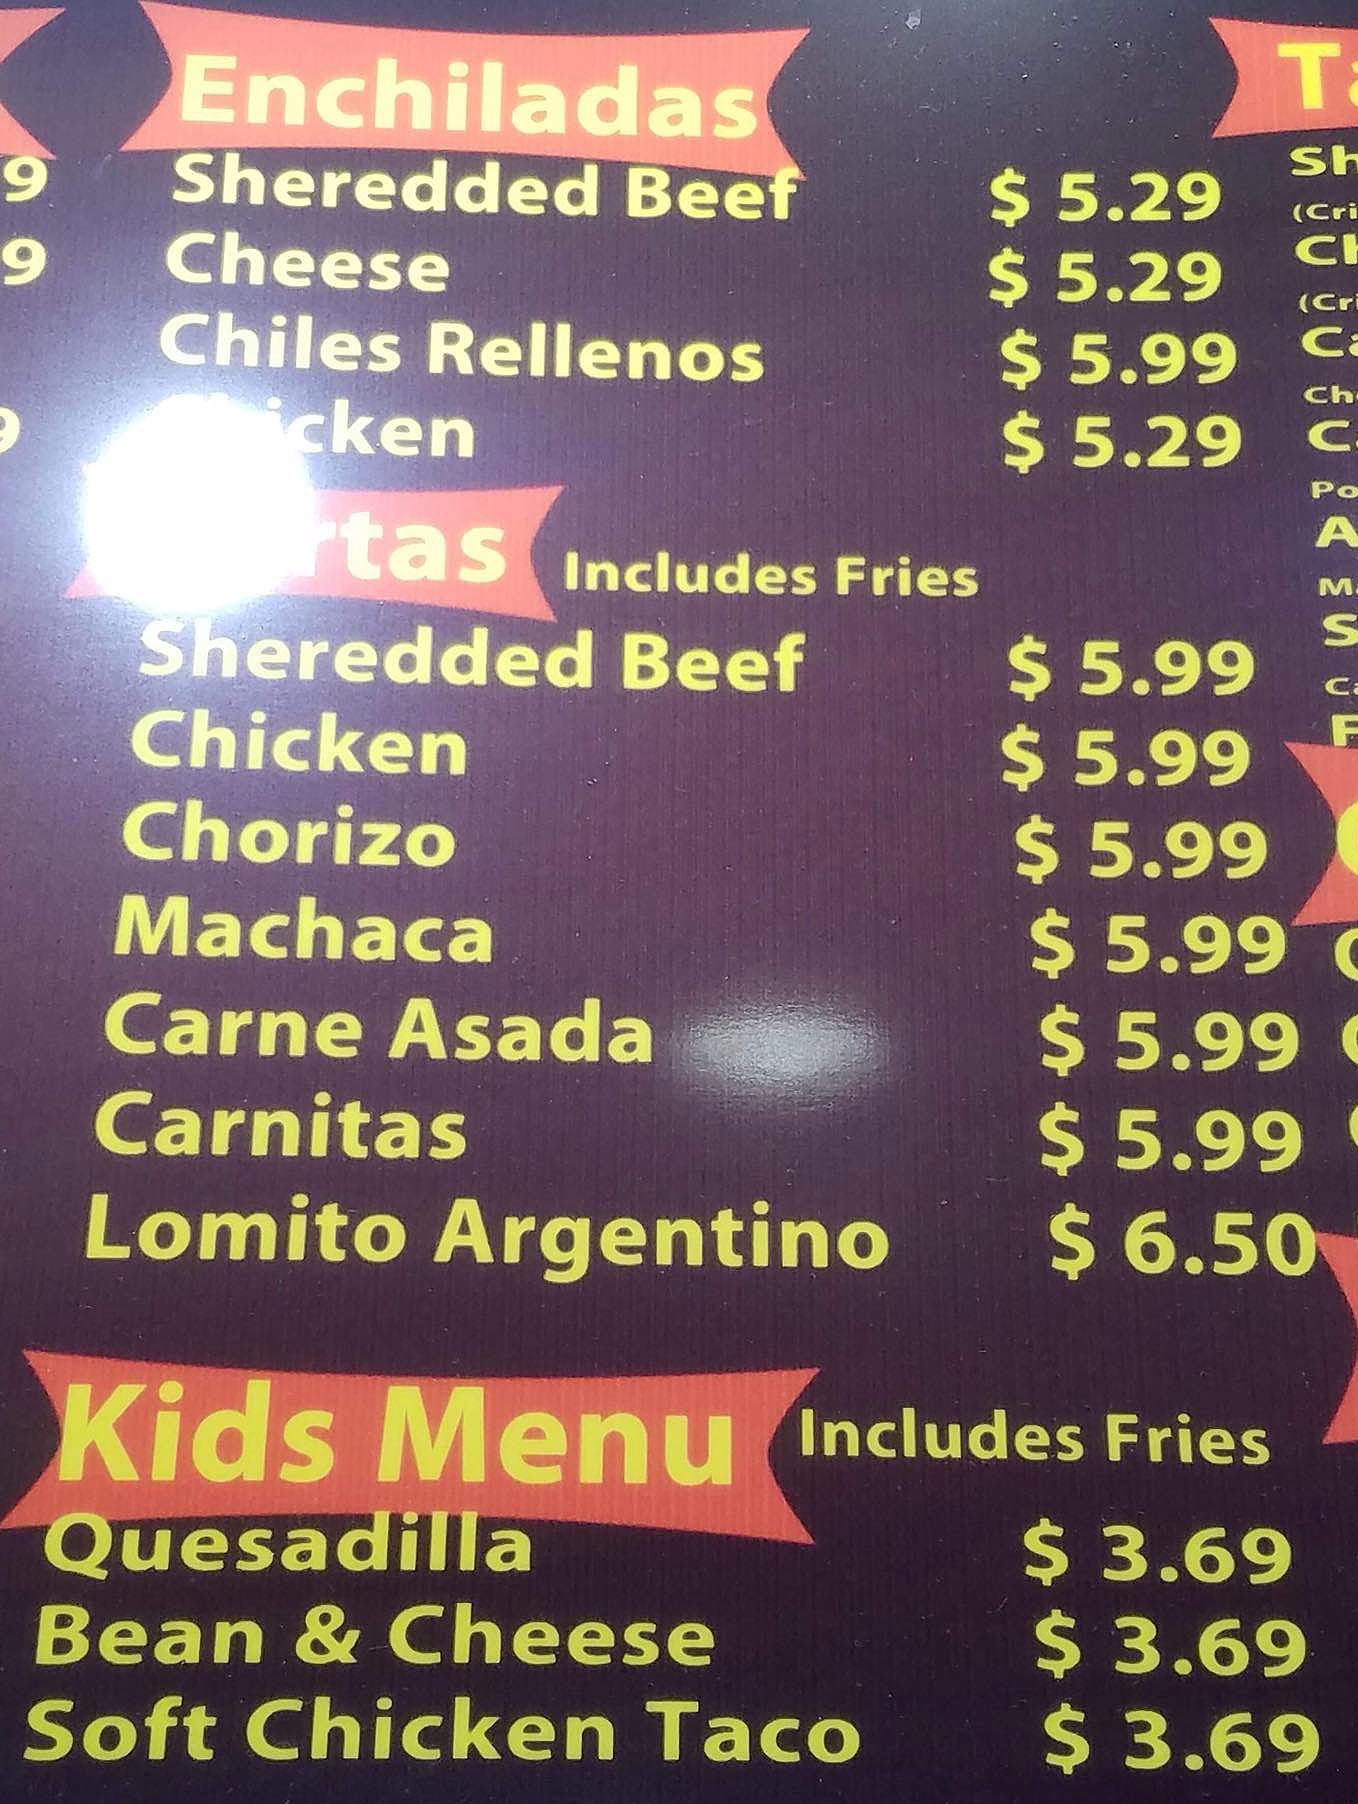 Enchiladas
Sheredded Beef $ 5.29
Cheese $ 5.29
Chiles Rellenos $ 5.99
Chicken $ 5.29
Includes Fries
Sheredded Beef $ 5.99
Chicken $ 5.99
Chorizo $ 5.99
Machaca $ 5.99
Carne Asada $ 5.99
Carnitas $ 5.99
Lomito Argentino $ 6.50
Kids Menu Includes Fries
Quesadilla $ 3.69
Bean & Cheese $ 3.69
Soft Chicken Taco $ 3.69